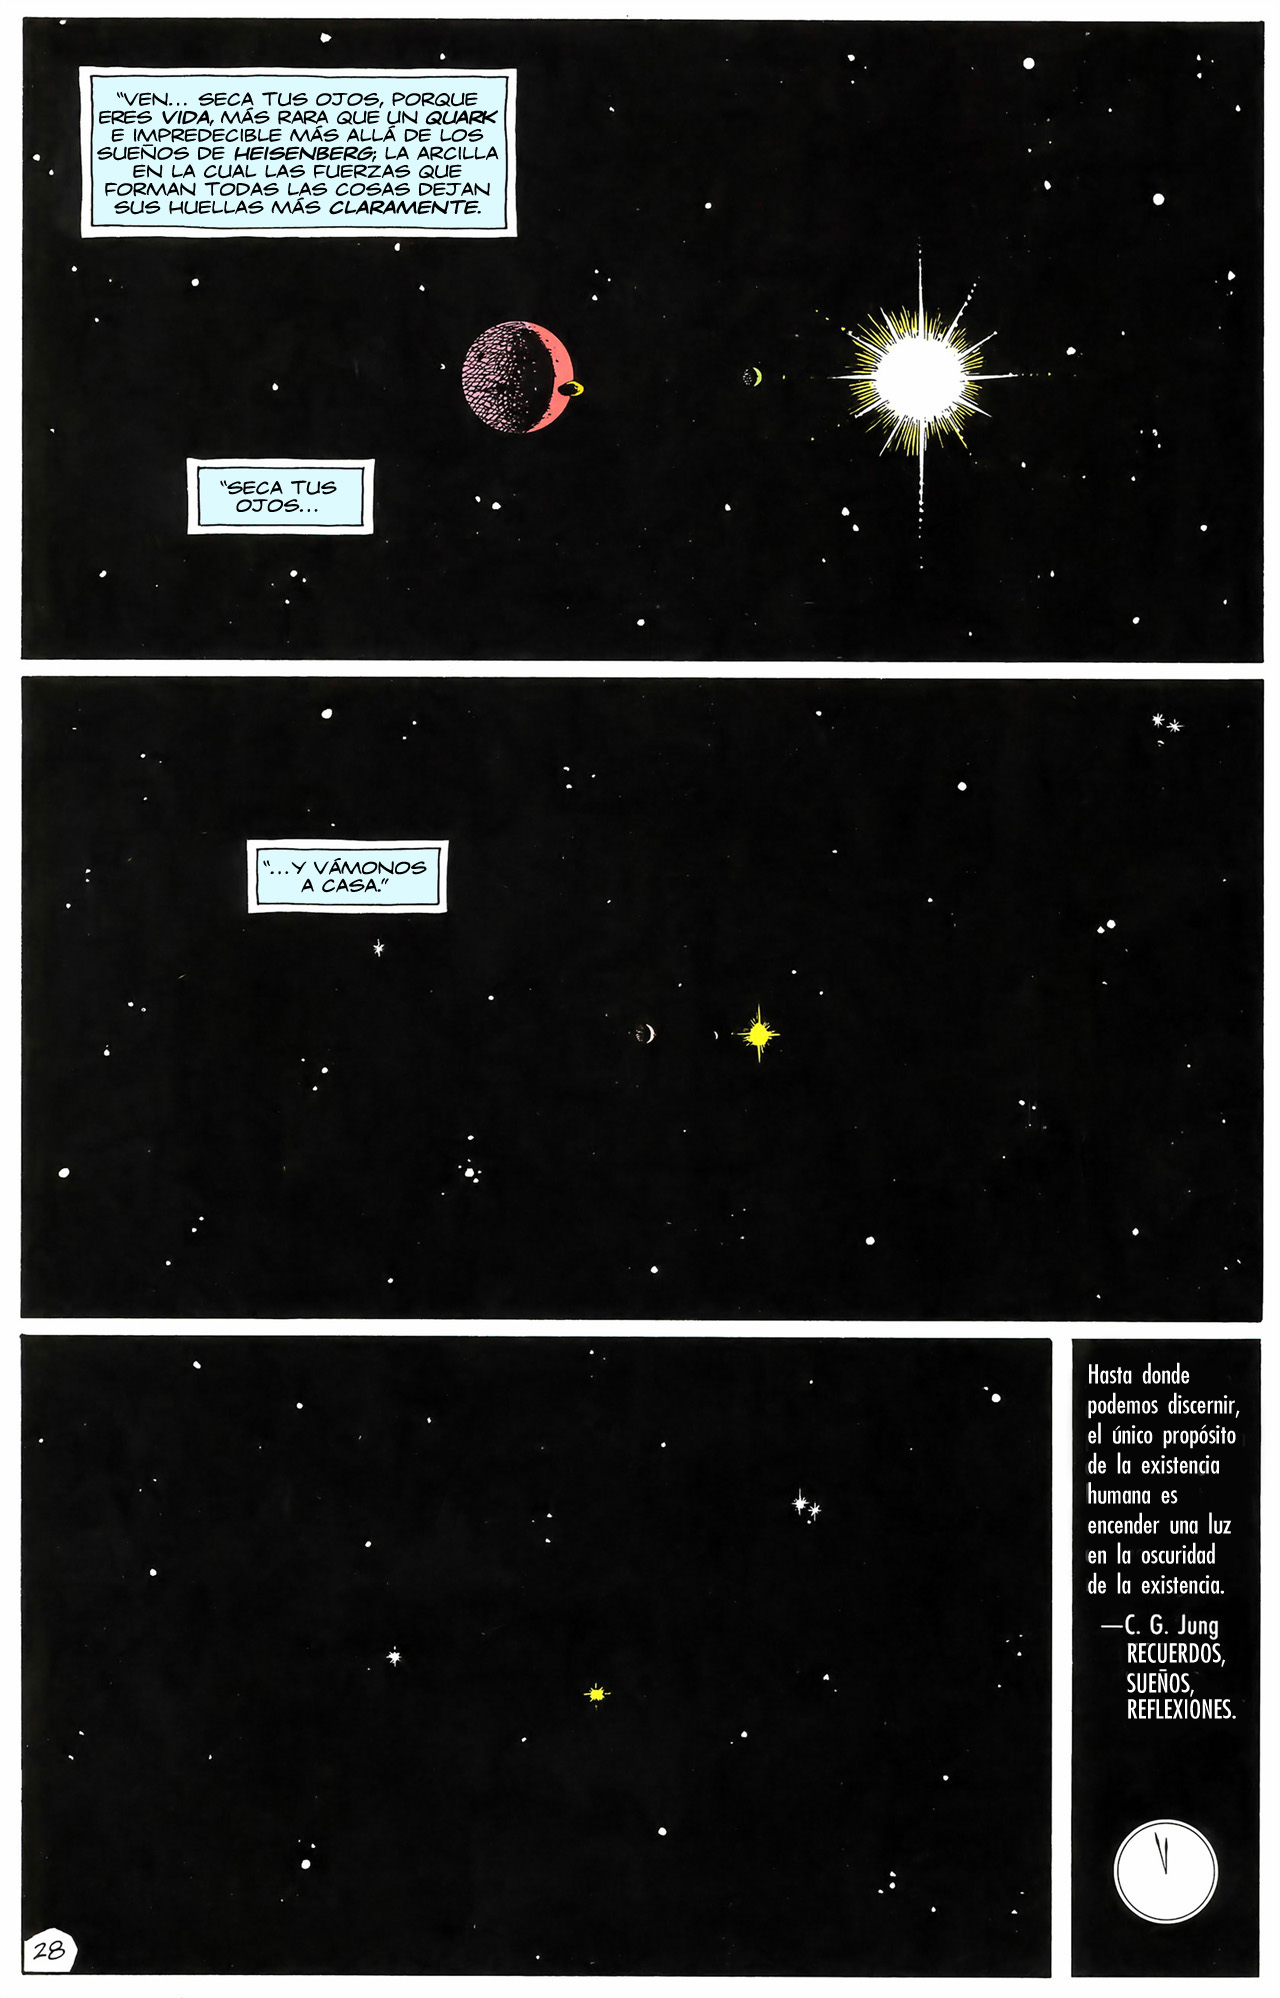 “VEN... SECA TUS OJOS, PORQUE
ERES VIDA, MÁS RARA QUE UN QUARK
E IMPREDECIBLE MÁS ALLÁ DE LOS
SUEÑOS DE HEISENBERG; LA ARCILLA
EN LA CUAL LAS FUERZAS QUE
FORMAN TODAS LAS COSAS DEJAN
SUS HUELLAS MÁS CLARAMENTE.
“SECA TUS
OJOS...
“...Y VÁMONOS
A CASA.”
Hasta donde
podemos discernir,
el único propósito
de la existencia
humana es
encender una luz
en la oscuridad
de la existencia.
—C. G. Jung
RECUERDOS,
SUEÑOS,
REFLEXIONES.
28